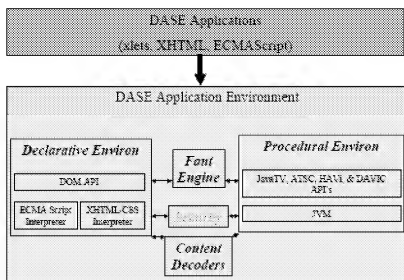 DASE Applications
(xlets, XHTML, ECMAScript)
DASE Application Environment
Declarative Environ
DOM API
ECMA Script
Interpreter
XHTML-CSS
Interpreter
Font
Engine
Content
Decoders
Procedural Environ
JavaTV, ATSC, HAVi, & DAVIC
API's
JVM